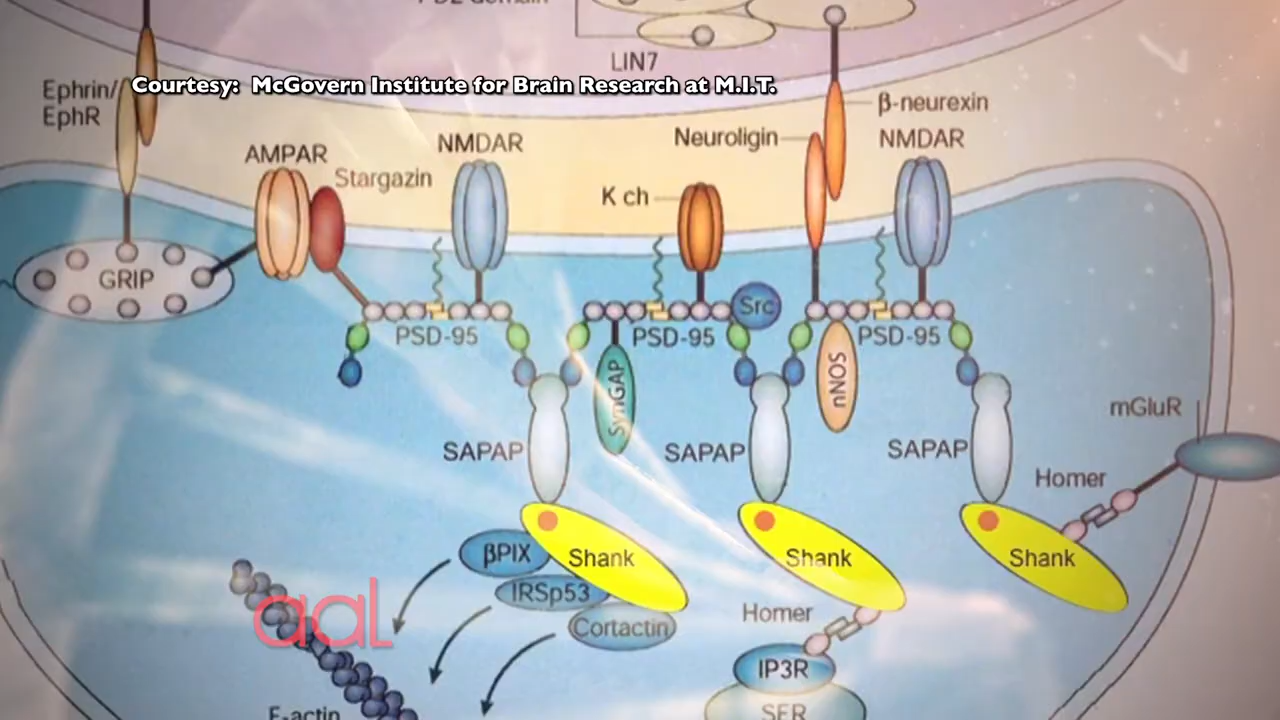 LIN7
Courtesy: McGovern Institute for Brain Research at M.I.T.
Ephrin/
EphR
β-neurexin
NMDAR
Neuroligin
NMDAR
AMPAR
Stargazin
K ch
GRIP
Src
PSD-95
PSD-95
PSD-95
SynGAP
nNOS
mGluR
SAPAP
SAPAP
SAPAP
Homer
βPIX
Shank
Shank
Shank
IRSp53
Cortactin
Homer
aaL
IP3R
SER
F-actin